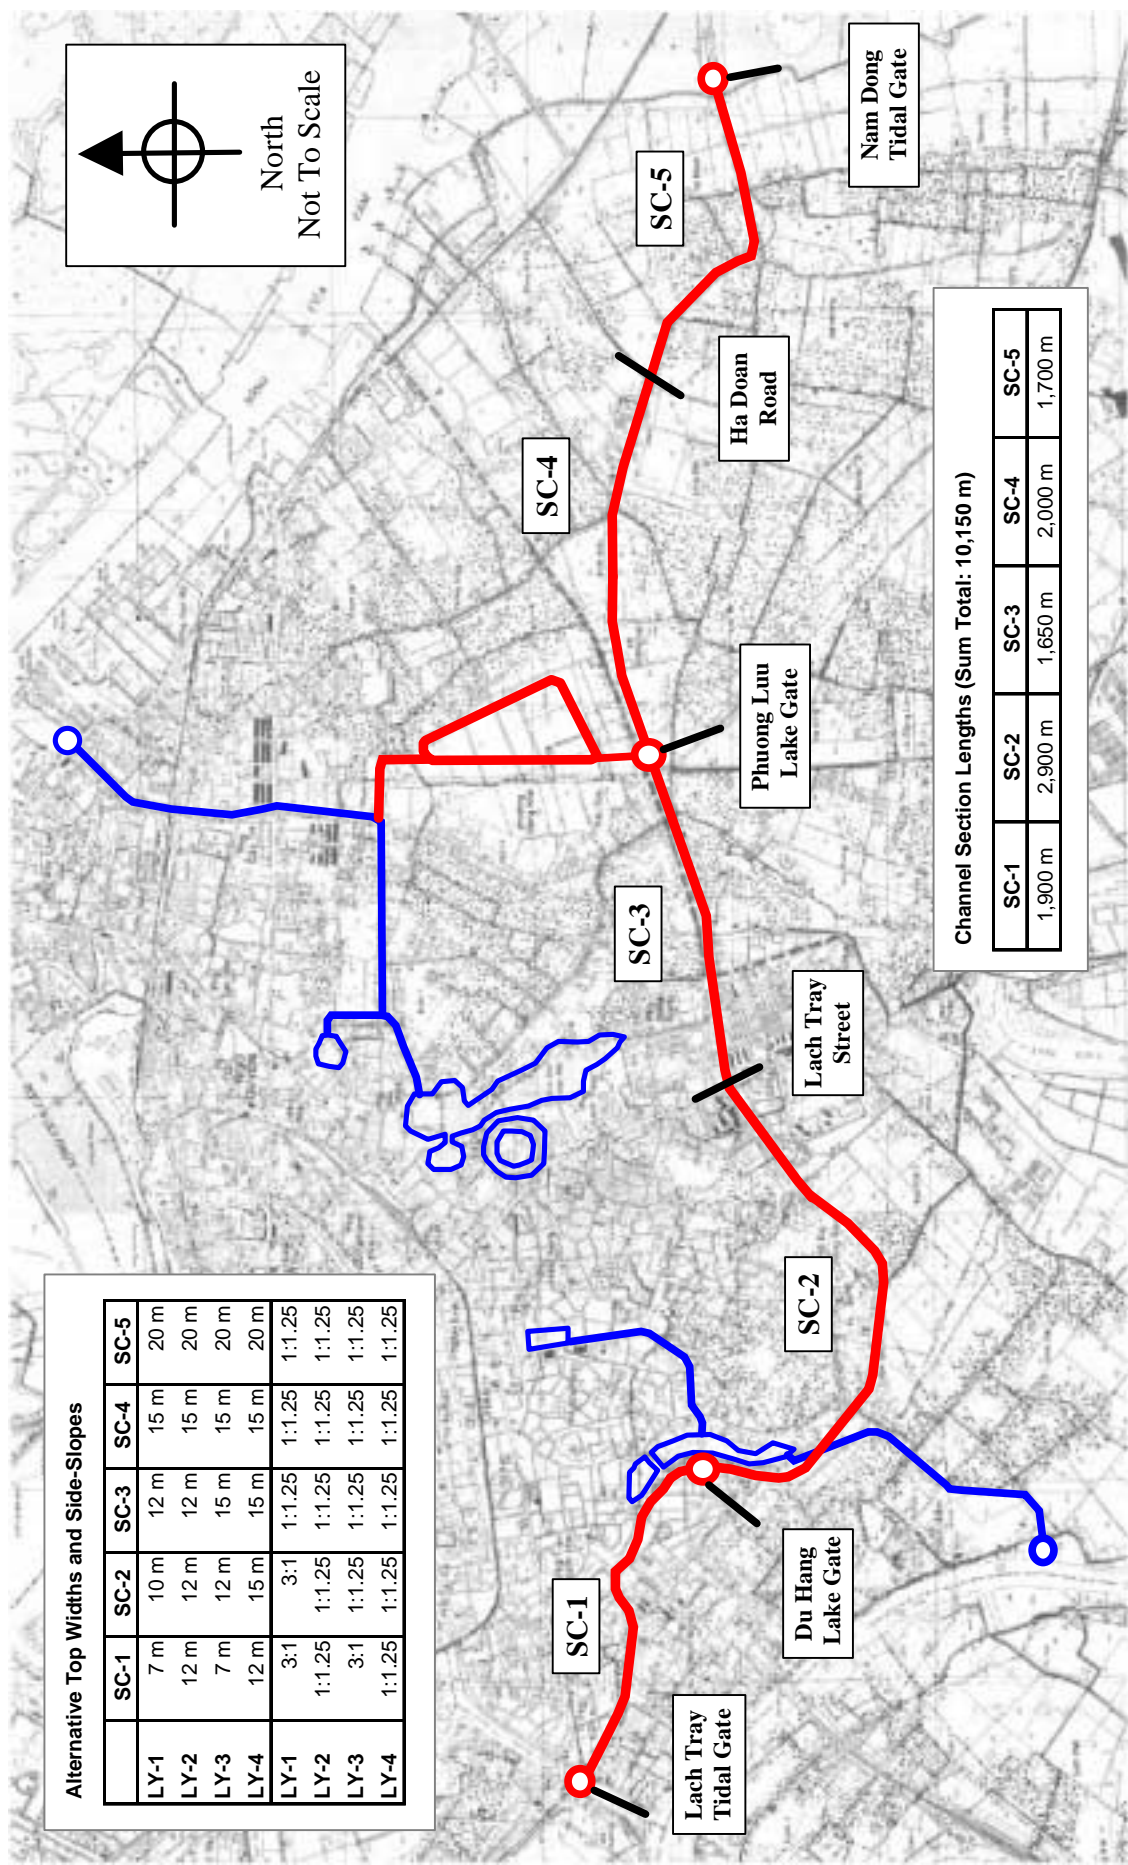 North
Not To Scale
Nam Dong
Tidal Gate
SC-5
Ha Doan
Road
SC-4
Phuong Luu
Lake Gate
SC-3
Lach Tray
Street
SC-2
Du Hang
Lake Gate
SC-1
Lach Tray
Tidal Gate
Alternative Top Widths and Side-Slopes
SC-1 SC-2 SC-3 SC-4 SC-5
LY-1 7 m 10 m 12 m 15 m 20 m
LY-2 12 m 12 m 12 m 15 m 20 m
LY-3 7 m 12 m 15 m 15 m 20 m
LY-4 12 m 15 m 15 m 15 m 20 m
LY-1 3:1 3:1 1:1.25 1:1.25 1:1.25
LY-2 1:1.25 1:1.25 1:1.25 1:1.25 1:1.25
LY-3 3:1 1:1.25 1:1.25 1:1.25 1:1.25
LY-4 1:1.25 1:1.25 1:1.25 1:1.25 1:1.25
Channel Section Lengths (Sum Total: 10,150 m)
SC-1 SC-2 SC-3 SC-4 SC-5
1,900 m 2,900 m 1,650 m 2,000 m 1,700 m